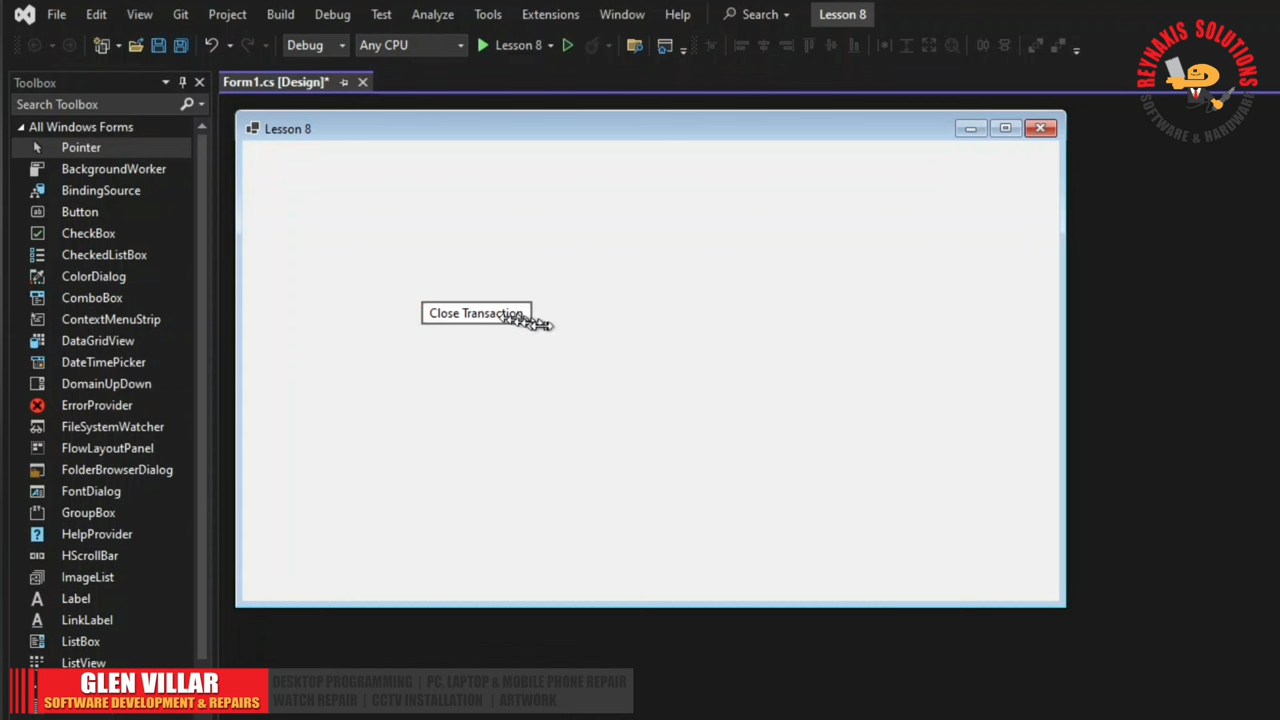 File Edit View Git Project Build Debug Test Analyze Tools Extensions Window Help Search Lesson 8
Debug Any CPU Lesson 8
REYNAKIS SOLUTIONS
SOFTWARE & HARDWARE
Toolbox
Form1.cs [Design]*
Search Toolbox
All Windows Forms
Lesson 8
Pointer
BackgroundWorker
BindingSource
Button
CheckBox
CheckedListBox
ColorDialog
ComboBox
Close Transaction
ContextMenuStrip
DataGridView
DateTimePicker
DomainUpDown
ErrorProvider
FileSystemWatcher
FlowLayoutPanel
FolderBrowserDialog
FontDialog
GroupBox
HelpProvider
HScrollBar
ImageList
Label
LinkLabel
ListBox
ListView
GLEN VILLAR
SOFTWARE DEVELOPMENT & REPAIRS
DESKTOP PROGRAMMING | PC, LAPTOP & MOBILE PHONE REPAIR
WATCH REPAIR | CCTV INSTALLATION | ARTWORK